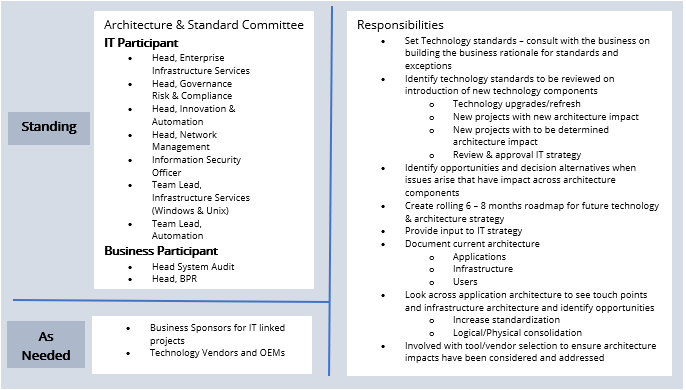 Architecture & Standard Committee
IT Participant
• Head, Enterprise
Infrastructure Services
• Head, Governance
Risk & Compliance
• Head, Innovation &
Automation
• Head, Network
Management
• Information Security
Officer
• Team Lead,
Infrastructure Services
(Windows & Unix)
• Team Lead,
Automation
Business Participant
• Head System Audit
• Head, BPR
Standing
As
Needed
• Business Sponsors for IT linked
projects
• Technology Vendors and OEMs
Responsibilities
• Set Technology standards – consult with the business on
building the business rationale for standards and
exceptions
• Identify technology standards to be reviewed on
introduction of new technology components
o Technology upgrades/refresh
o New projects with new architecture impact
o New projects with to be determined
architecture impact
o Review & approval IT strategy
• Identify opportunities and decision alternatives when
issues arise that have impact across architecture
components
• Create rolling 6 – 8 months roadmap for future technology
& architecture strategy
• Provide input to IT strategy
• Document current architecture
o Applications
o Infrastructure
o Users
• Look across application architecture to see touch points
and infrastructure architecture and identify opportunities
o Increase standardization
o Logical/Physical consolidation
• Involved with tool/vendor selection to ensure architecture
impacts have been considered and addressed